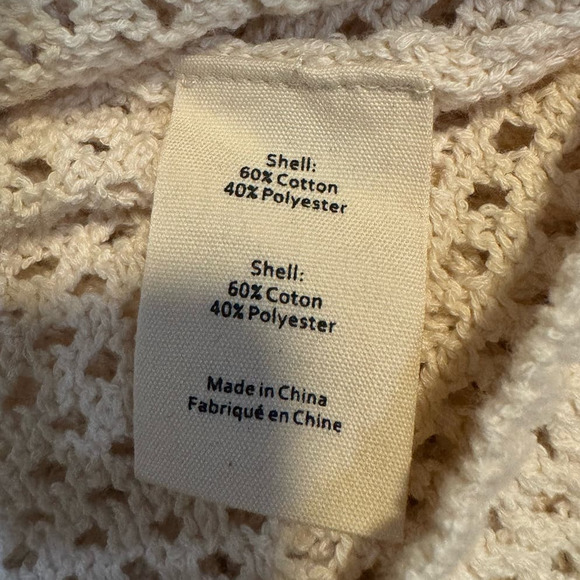 Shell:
60% Cotton
40% Polyester
Shell:
60% Coton
40% Polyester
Made in China
Fabriqué en Chine